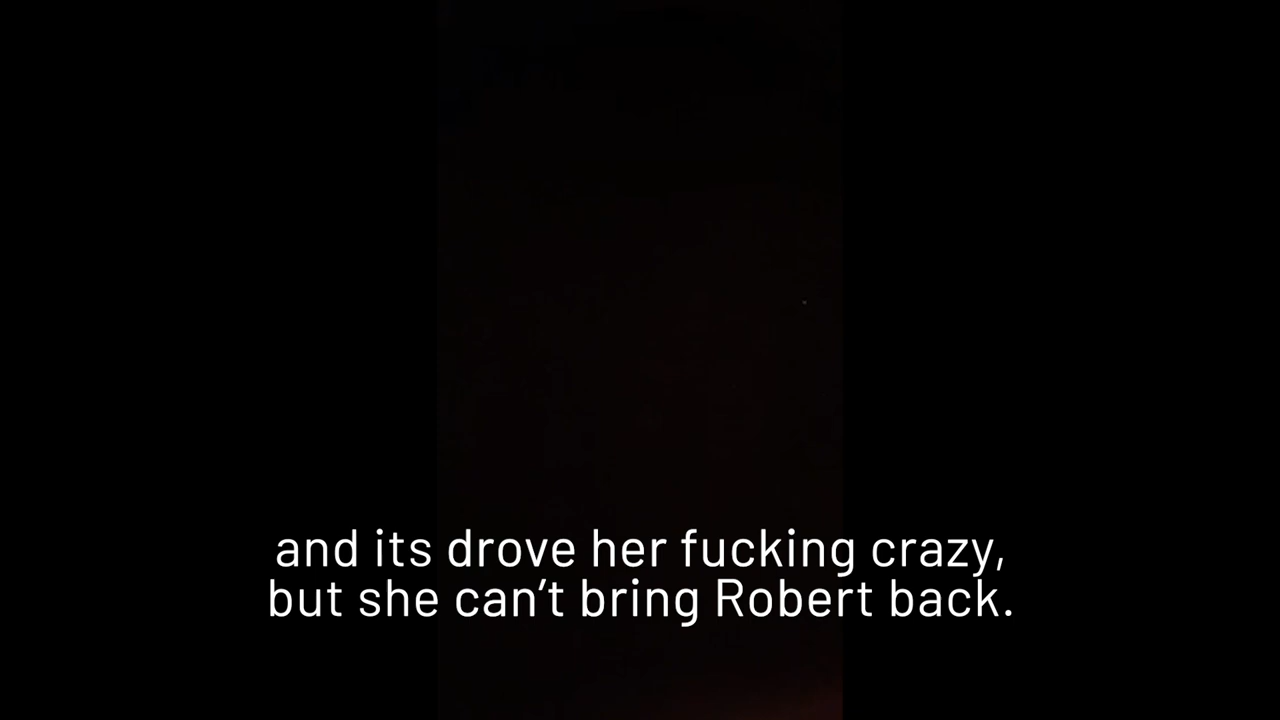 and its drove her fucking crazy,
but she can’t bring Robert back.